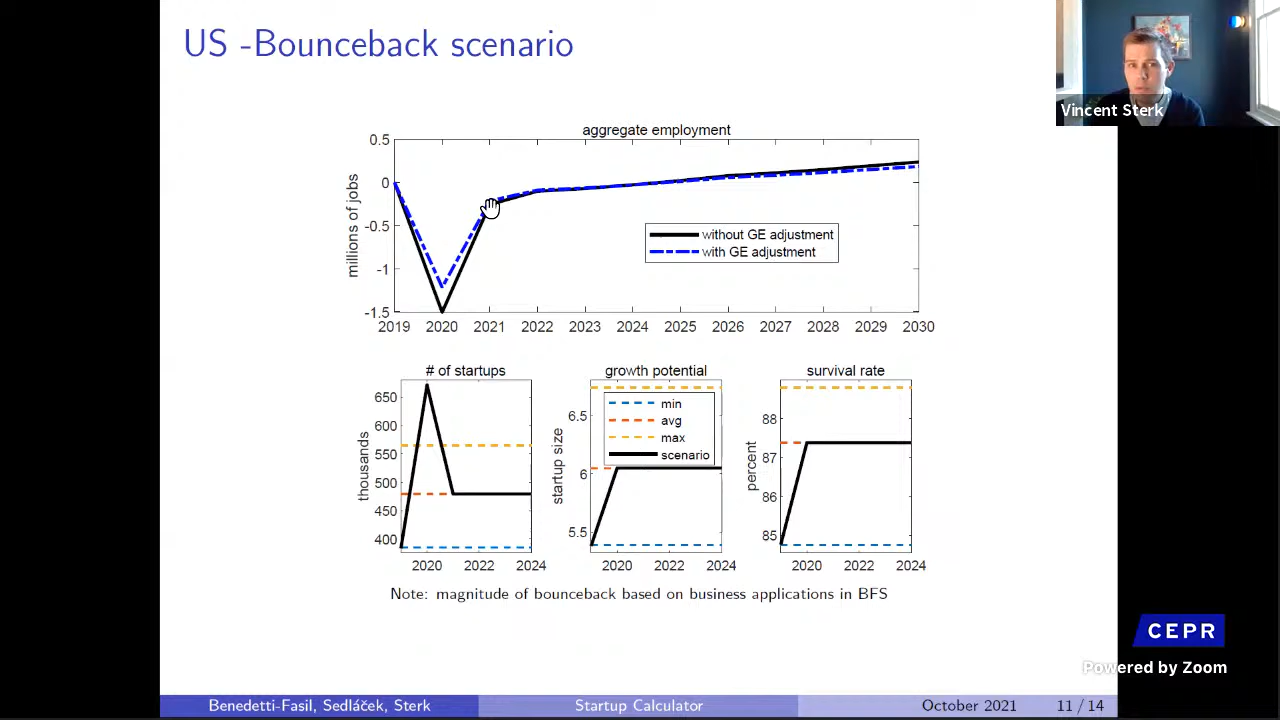 US -Bounceback scenario
Vincent Sterk
aggregate employment
millions of jobs
0.5
0
-0.5
-1
-1.5
without GE adjustment
with GE adjustment
2019 2020 2021 2022 2023 2024 2025 2026 2027 2028 2029 2030
# of startups
thousands
650
600
550
500
450
400
2020 2022 2024
growth potential
startup size
6.5
6
5.5
min
avg
max
scenario
2020 2022 2024
survival rate
percent
88
87
86
85
2020 2022 2024
Note: magnitude of bounceback based on business applications in BFS
CEPR
Powered by Zoom
Benedetti-Fasil, Sedláček, Sterk Startup Calculator October 2021 11 / 14